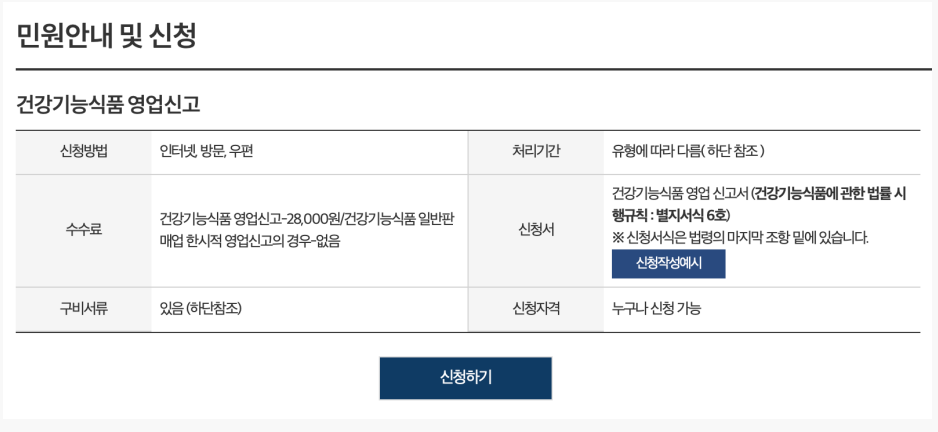 민원안내 및 신청
건강기능식품 영업신고
신청방법
인터넷, 방문, 우편
처리기간
유형에 따라 다름( 하단 참조 )
수수료
건강기능식품 영업신고-28,000원/건강기능식품 일반판
매업 한시적 영업신고의 경우-없음
신청서
건강기능식품 영업 신고서 (건강기능식품에 관한 법률 시
행규칙 : 별지서식 6호)
※ 신청서식은 법령의 마지막 조항 밑에 있습니다.
신청작성예시
구비서류
있음 (하단참조)
신청자격
누구나 신청 가능
신청하기